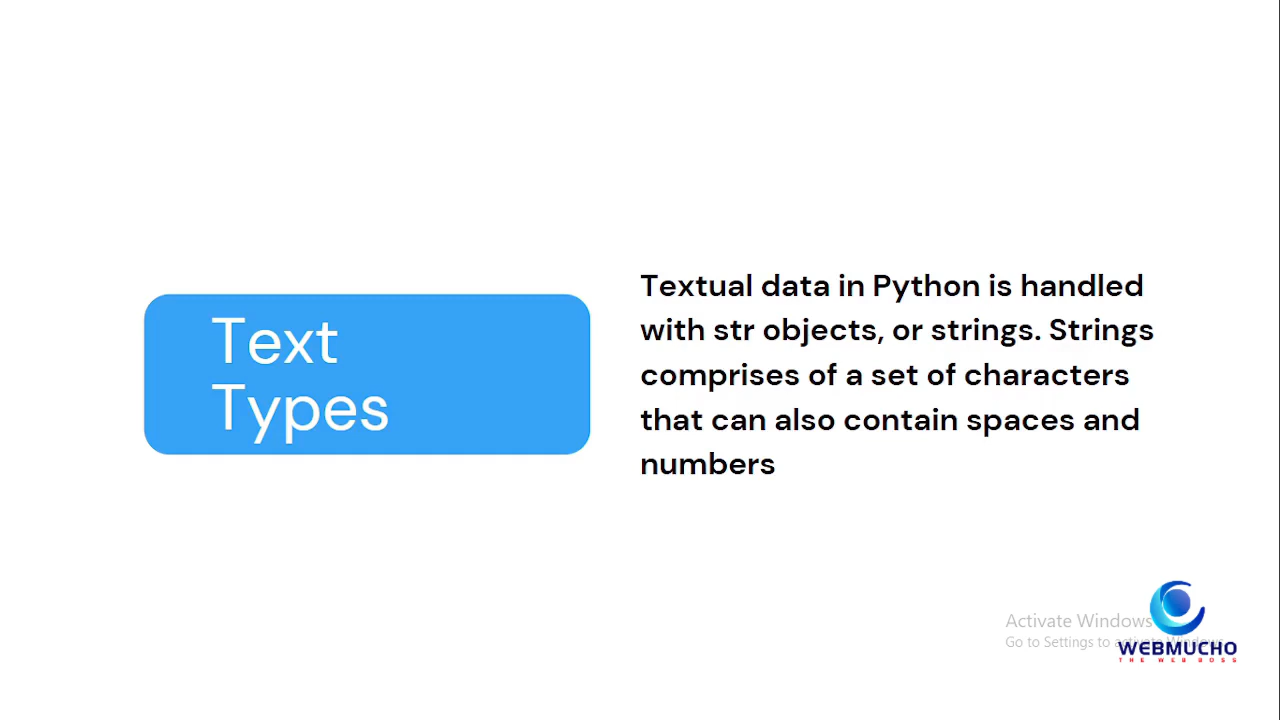 Text
Types
Textual data in Python is handled
with str objects, or strings. Strings
comprises of a set of characters
that can also contain spaces and
numbers
Activate Windows
Go to Settings to activate Windows.
WEBMUCHO
THE WEB BOSS